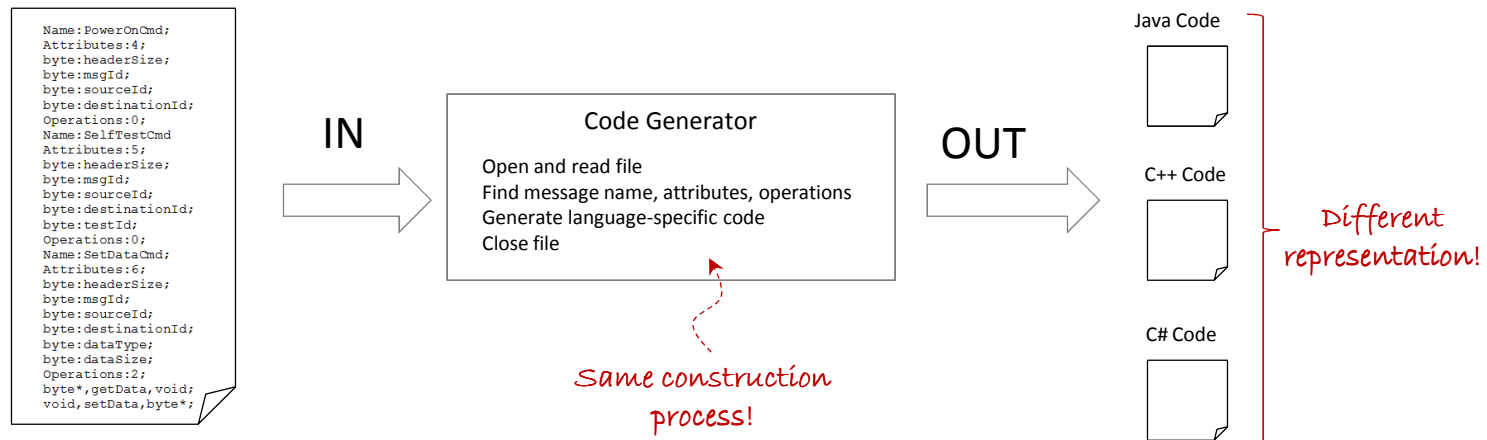 Name:PowerOnCmd;
Attributes:4;
byte:headerSize;
byte:msgId;
byte:sourceId;
byte:destinationId;
Operations:0;
Name:SelfTestCmd
Attributes:5;
byte:headerSize;
byte:msgId;
byte:sourceId;
byte:destinationId;
byte:testId;
Operations:0;
Name:SetDataCmd;
Attributes:6;
byte:headerSize;
byte:msgId;
byte:sourceId;
byte:destinationId;
byte:dataType;
byte:dataSize;
Operations:2;
byte*,getData,void;
void,setData,byte*;
IN
Code Generator
Open and read file
Find message name, attributes, operations
Generate language-specific code
Close file
Same construction
process!
OUT
Java Code
C++ Code
C# Code
Different
representation!